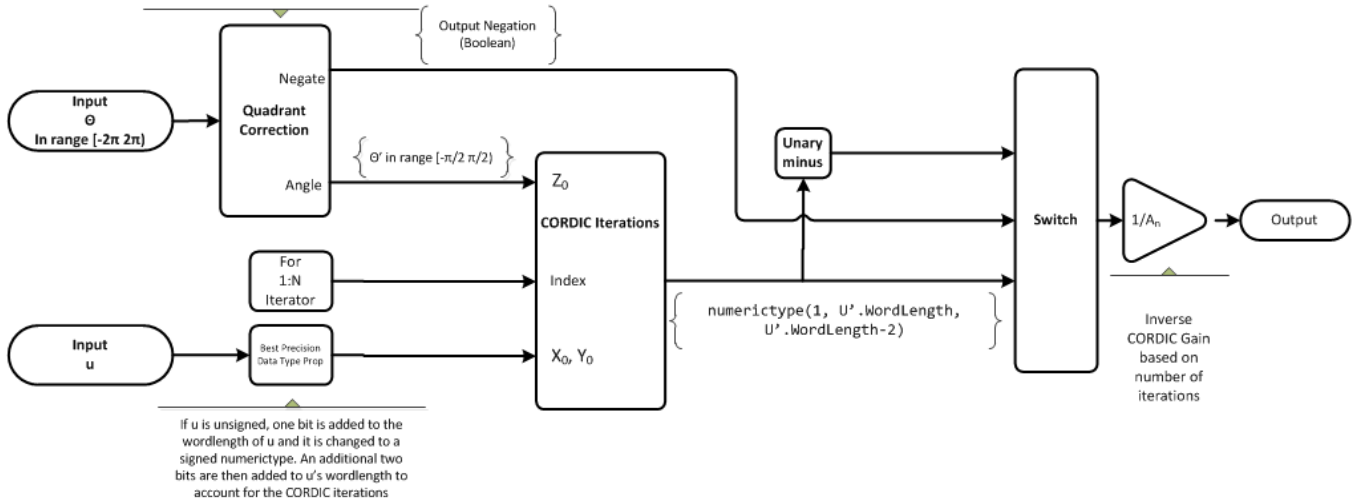 Output Negation
(Boolean)
Negate
Input
Θ
In range [-2π 2π)
Quadrant
Correction
Angle
Θ' in range [-π/2 π/2)
Unary
minus
Z₀
CORDIC Iterations
Index
For
1:N
Iterator
Input
u
Best Precision
Data Type Prop
X₀, Y₀
numerictype(1, U'.WordLength,
U'.WordLength-2)
Switch
1/Aₙ
Output
Inverse
CORDIC Gain
based on
number of
iterations
If u is unsigned, one bit is added to the
wordlength of u and it is changed to a
signed numerictype. An additional two
bits are then added to u's wordlength to
account for the CORDIC iterations